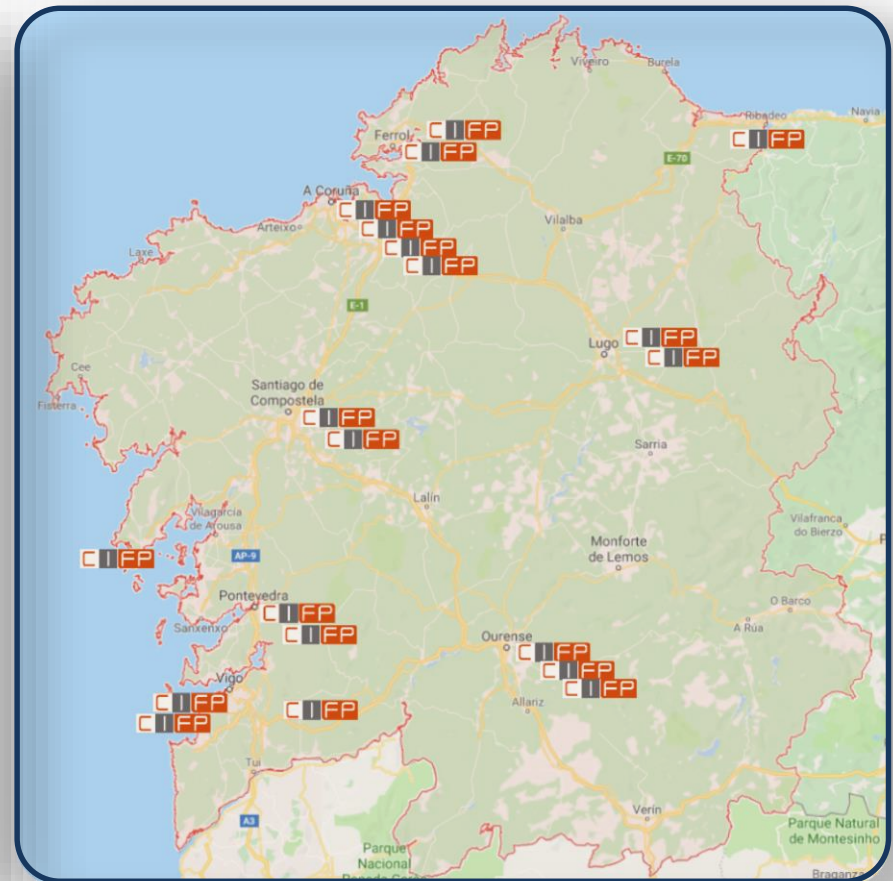 Viveiro
Burela
Ribadeo
Navia
CIFP
Ferrol
CIFP
CIFP
E-70
A Coruña
CIFP
Arteixo
CIFP
Vilalba
CIFP
Laxe
CIFP
E-1
CIFP
Lugo
CIFP
Cee
Santiago de
Compostela
Fisterra
CIFP
CIFP
Sarria
Lalín
Vilagarcía
de Arousa
Vilafranca
do Bierzo
CIFP
AP-9
Monforte
de Lemos
Pontevedra
CIFP
O Barco
Sanxenxo
CIFP
A Rúa
Ourense
CIFP
CIFP
Vigo
CIFP
CIFP
Allariz
CIFP
CIFP
Tui
Verín
A3
Parque Natural
de Montesinho
Parque
Nacional
Braganza